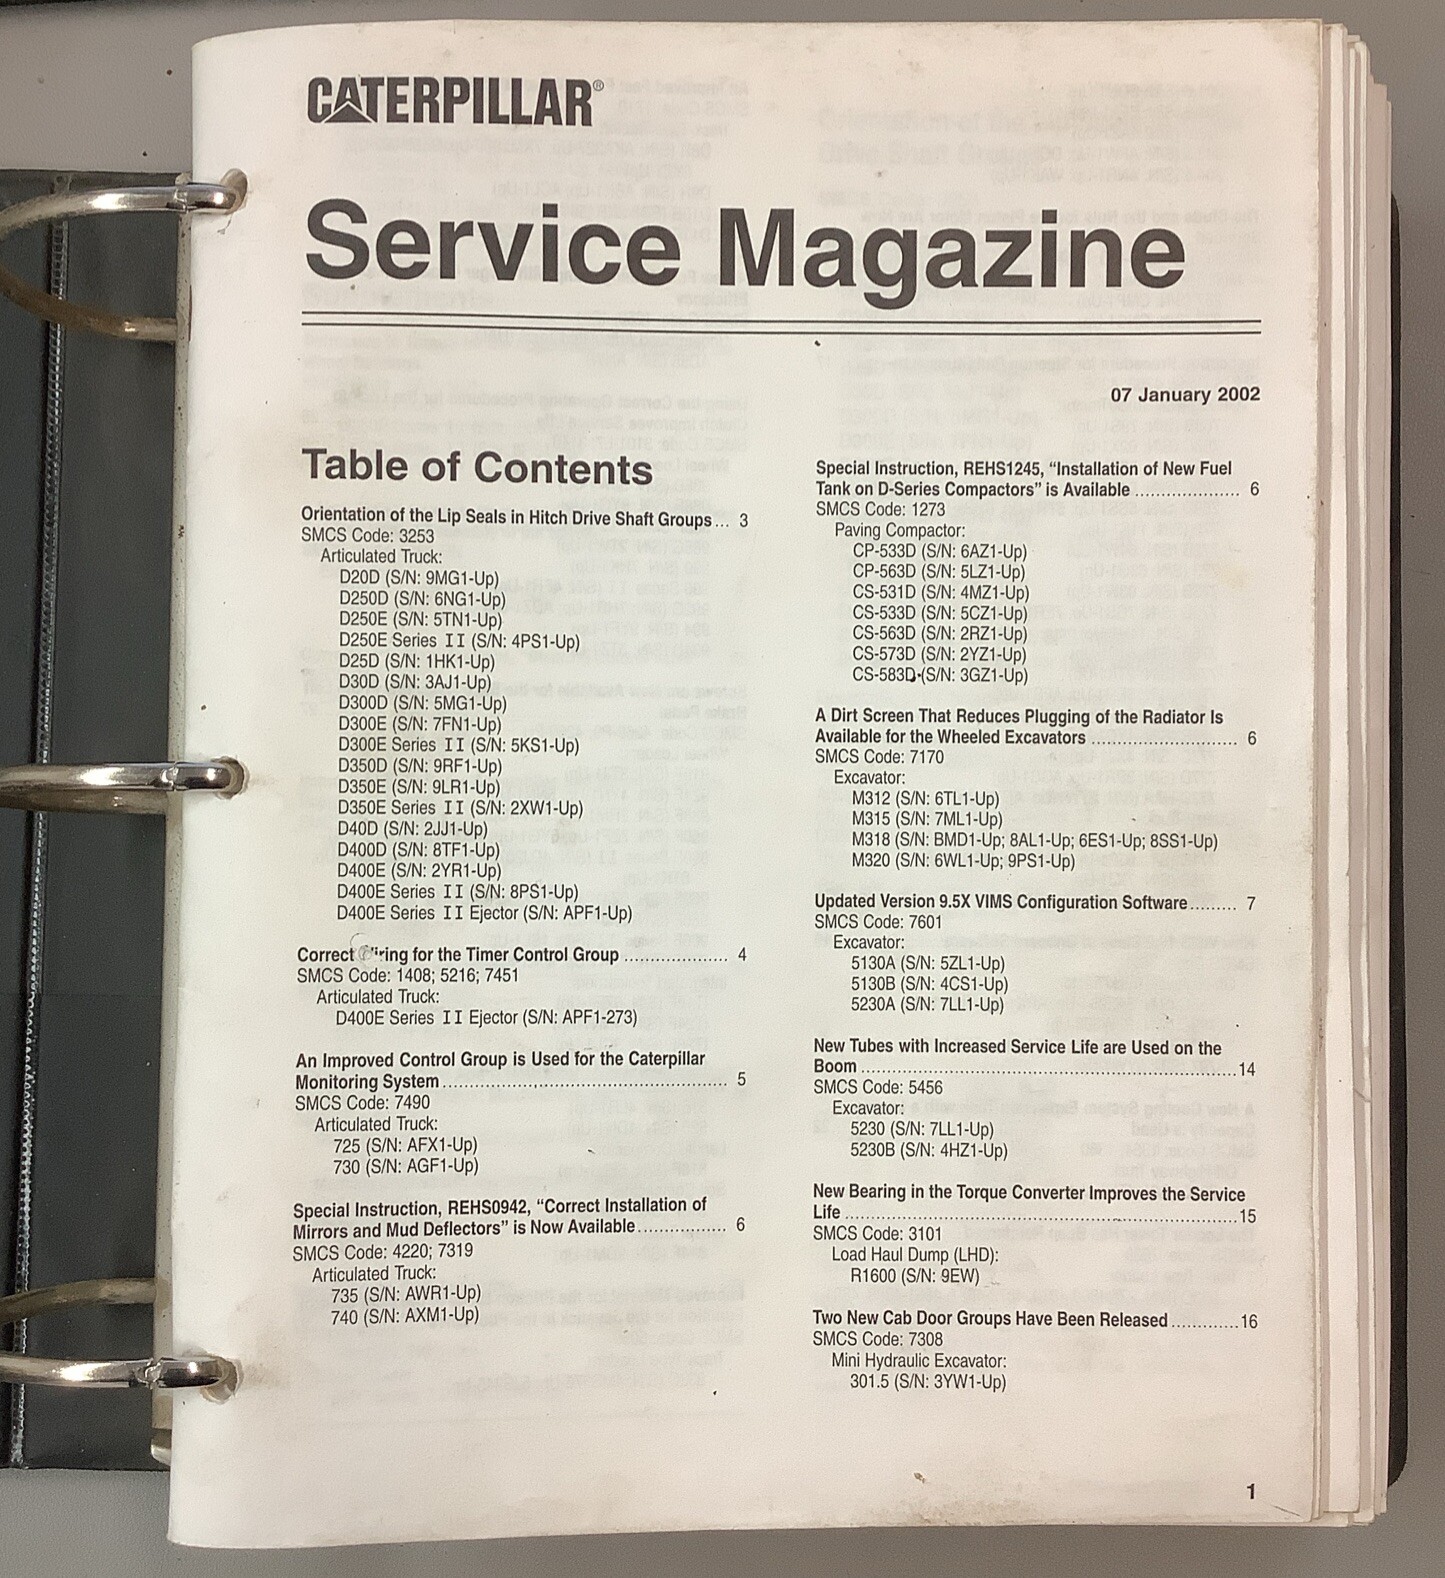 CATERPILLAR®
Service Magazine
07 January 2002
Table of Contents
Orientation of the Lip Seals in Hitch Drive Shaft Groups... 3
SMCS Code: 3253
Articulated Truck:
D20D (S/N: 9MG1-Up)
D250D (S/N: 6NG1-Up)
D250E (S/N: 5TN1-Up)
D250E Series II (S/N: 4PS1-Up)
D25D (S/N: 1HK1-Up)
D30D (S/N: 3AJ1-Up)
D300D (S/N: 5MG1-Up)
D300E (S/N: 7FN1-Up)
D300E Series II (S/N: 5KS1-Up)
D350D (S/N: 9RF1-Up)
D350E (S/N: 9LR1-Up)
D350E Series II (S/N: 2XW1-Up)
D40D (S/N: 2JJ1-Up)
D400D (S/N: 8TF1-Up)
D400E (S/N: 2YR1-Up)
D400E Series II (S/N: 8PS1-Up)
D400E Series II Ejector (S/N: APF1-Up)
Correct for the Timer Control Group .................... 4
SMCS Code: 1408; 5216; 7451
Articulated Truck:
D400E Series II Ejector (S/N: APF1-273)
An Improved Control Group is Used for the Caterpillar
Monitoring System ...................................................... 5
SMCS Code: 7490
Articulated Truck:
725 (S/N: AFX1-Up)
730 (S/N: AGF1-Up)
Special Instruction, REHS0942, “Correct Installation of
Mirrors and Mud Deflectors” is Now Available ................. 6
SMCS Code: 4220; 7319
Articulated Truck:
735 (S/N: AWR1-Up)
740 (S/N: AXM1-Up)
Special Instruction, REHS1245, “Installation of New Fuel
Tank on D-Series Compactors” is Available .................... 6
SMCS Code: 1273
Paving Compactor:
CP-533D (S/N: 6AZ1-Up)
CP-563D (S/N: 5LZ1-Up)
CS-531D (S/N: 4MZ1-Up)
CS-533D (S/N: 5CZ1-Up)
CS-563D (S/N: 2RZ1-Up)
CS-573D (S/N: 2YZ1-Up)
CS-583D (S/N: 3GZ1-Up)
A Dirt Screen That Reduces Plugging of the Radiator Is
Available for the Wheeled Excavators ............................ 6
SMCS Code: 7170
Excavator:
M312 (S/N: 6TL1-Up)
M315 (S/N: 7ML1-Up)
M318 (S/N: BMD1-Up; 8AL1-Up; 6ES1-Up; 8SS1-Up)
M320 (S/N: 6WL1-Up; 9PS1-Up)
Updated Version 9.5X VIMS Configuration Software ......... 7
SMCS Code: 7601
Excavator:
5130A (S/N: 5ZL1-Up)
5130B (S/N: 4CS1-Up)
5230A (S/N: 7LL1-Up)
New Tubes with Increased Service Life are Used on the
Boom ........................................................................ 14
SMCS Code: 5456
Excavator:
5230 (S/N: 7LL1-Up)
5230B (S/N: 4HZ1-Up)
New Bearing in the Torque Converter Improves the Service
Life ........................................................................... 15
SMCS Code: 3101
Load Haul Dump (LHD):
R1600 (S/N: 9EW)
Two New Cab Door Groups Have Been Released ............. 16
SMCS Code: 7308
Mini Hydraulic Excavator:
301.5 (S/N: 3YW1-Up)
1